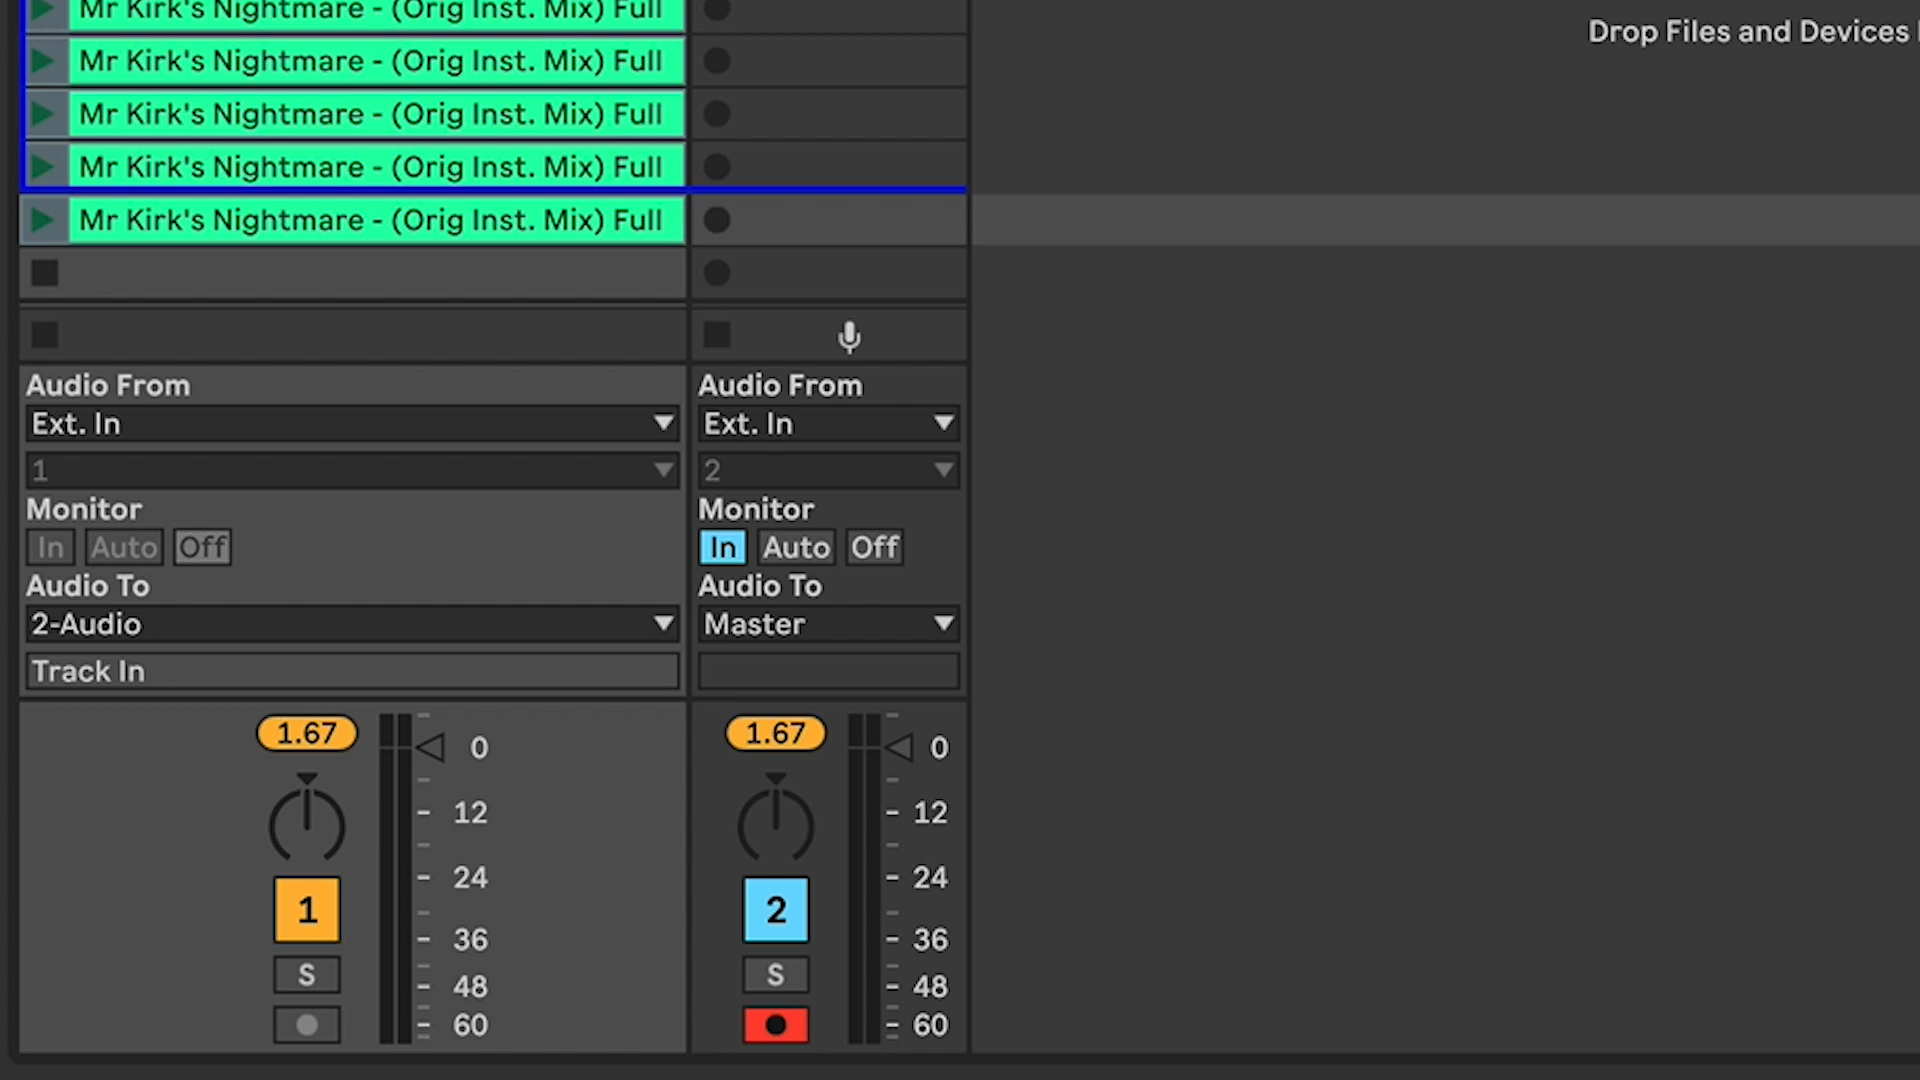 Mr Kirk's Nightmare - (Orig Inst. Mix) Full
Drop Files and Devices
Mr Kirk's Nightmare - (Orig Inst. Mix) Full
Mr Kirk's Nightmare - (Orig Inst. Mix) Full
Mr Kirk's Nightmare - (Orig Inst. Mix) Full
Mr Kirk's Nightmare - (Orig Inst. Mix) Full
Audio From
Ext. In
1
Monitor
In Auto Off
Audio To
2-Audio
Track In
Audio From
Ext. In
2
Monitor
In Auto Off
Audio To
Master
1.67
0
12
24
36
48
60
1
S
1.67
0
12
24
36
48
60
2
S